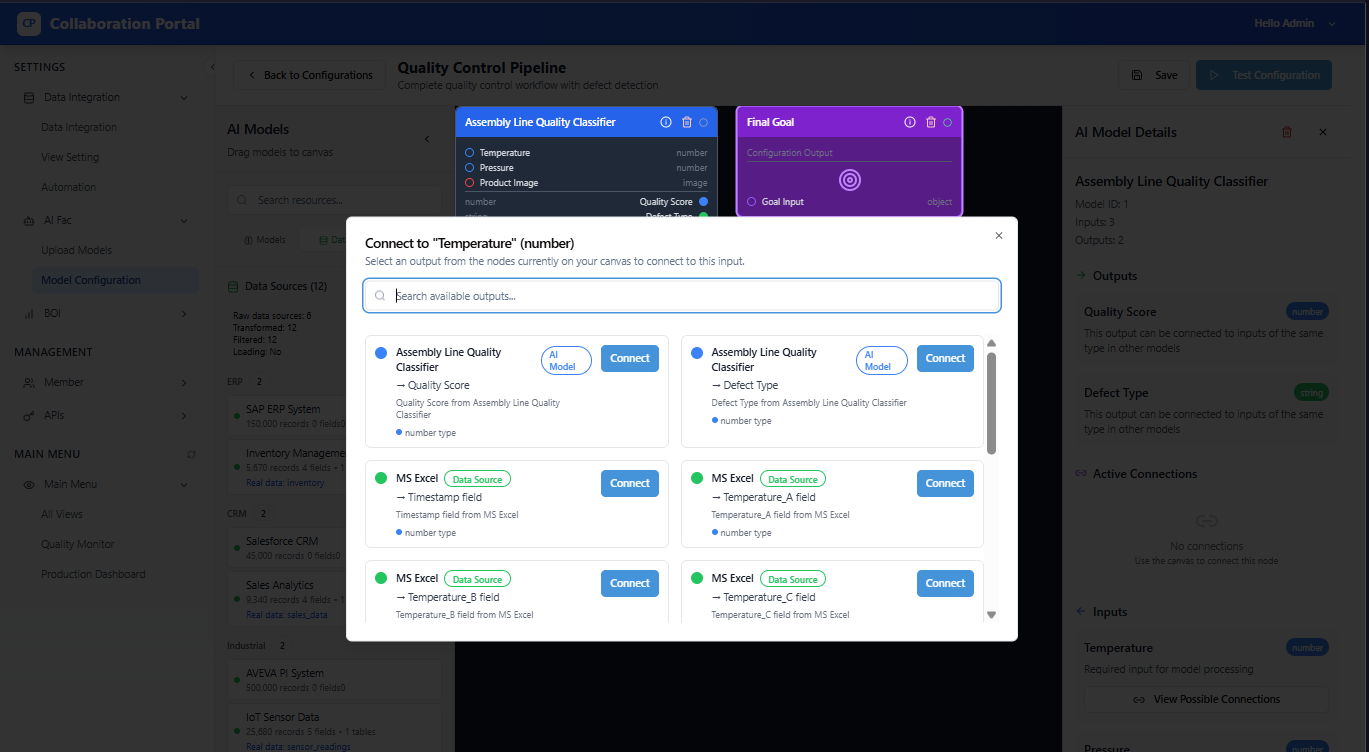 CP Collaboration Portal
Hello Admin
SETTINGS
Data Integration
Data Integration
View Setting
Automation
AI Fac
Upload Models
Model Configuration
BOI
MANAGEMENT
Member
APIs
MAIN MENU
Main Menu
All Views
Quality Monitor
Production Dashboard
Back to Configurations
Quality Control Pipeline
Complete quality control workflow with defect detection
Save
Test Configuration
AI Models
Drag models to canvas
Search resources...
Models
Dat
Data Sources (12)
Raw data sources: 6
Transformed: 12
Filtered: 12
Loading: No
ERP 2
SAP ERP System
150,000 records 0 fields0
Inventory Manageme
5,670 records 4 fields • 1
Real data: inventory
CRM 2
Salesforce CRM
45,000 records 0 fields0
Sales Analytics
9,340 records 4 fields • 1
Real data: sales_data
Industrial 2
AVEVA PI System
500,000 records 0 fields0
IoT Sensor Data
25,680 records 5 fields • 1 tables
Real data: sensor_readings
Assembly Line Quality Classifier
Temperature number
Pressure number
Product Image image
number Quality Score
string Defect Type
Final Goal
Configuration Output
Goal Input object
Connect to "Temperature" (number)
Select an output from the nodes currently on your canvas to connect to this input.
Search available outputs...
Assembly Line Quality
Classifier
AI
Model
Connect
→ Quality Score
Quality Score from Assembly Line Quality
Classifier
number type
Assembly Line Quality
Classifier
AI
Model
Connect
→ Defect Type
Defect Type from Assembly Line Quality Classifier
number type
MS Excel Data Source Connect
→ Timestamp field
Timestamp field from MS Excel
number type
MS Excel Data Source Connect
→ Temperature_A field
Temperature_A field from MS Excel
number type
MS Excel Data Source Connect
→ Temperature_B field
Temperature_B field from MS Excel
MS Excel Data Source Connect
→ Temperature_C field
Temperature_C field from MS Excel
AI Model Details
Assembly Line Quality Classifier
Model ID: 1
Inputs: 3
Outputs: 2
Outputs
Quality Score number
This output can be connected to inputs of the same
type in other models
Defect Type string
This output can be connected to inputs of the same
type in other models
Active Connections
No connections
Use the canvas to connect this node
Inputs
Temperature number
Required input for model processing
View Possible Connections
Pressure number